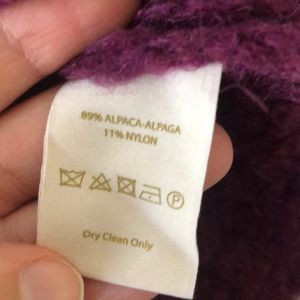 89% ALPACA-ALPAGA
11% NYLON
P
Dry Clean Only